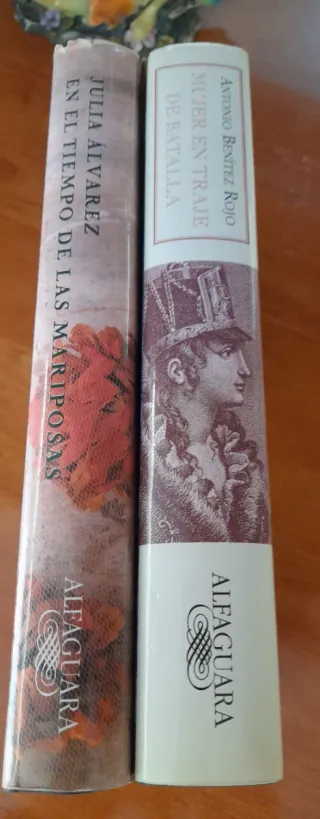 JULIA ÁLVAREZ
EN EL TIEMPO DE LAS MARIPOSAS
ALFAGUARA
ANTONIO BENÍTEZ ROJO
MUJER EN TRAJE
DE BATALLA
ALFAGUARA